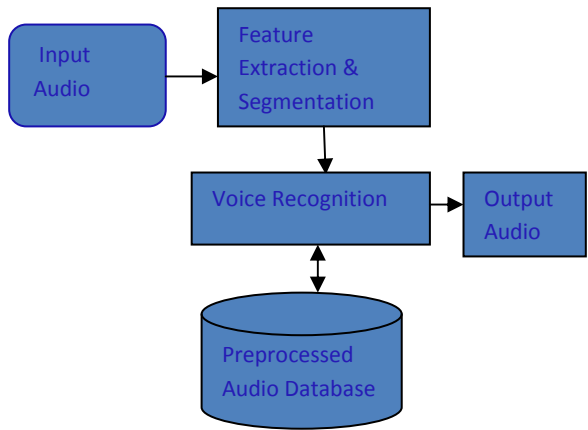 Input
Audio
Feature
Extraction &
Segmentation
Voice Recognition
Output
Audio
Preprocessed
Audio Database